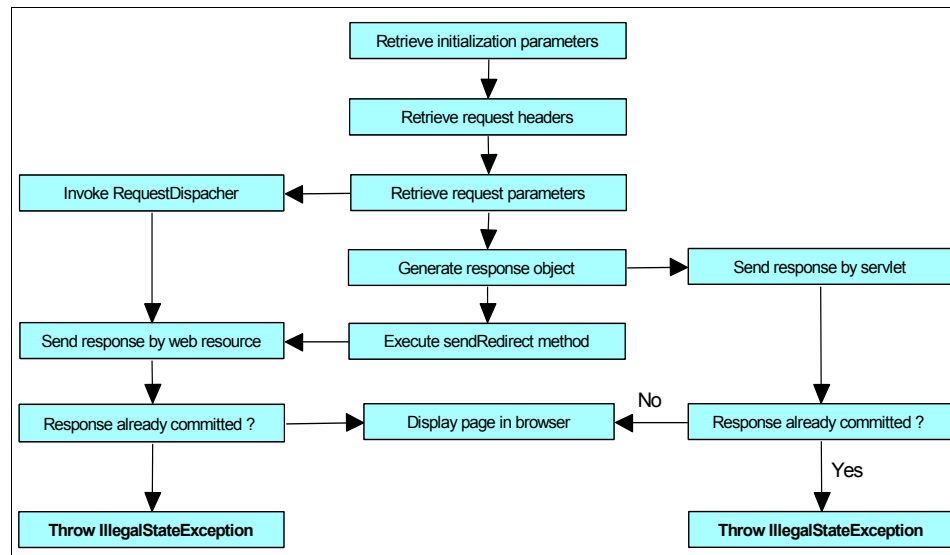 Retrieve initialization parameters
Retrieve request headers
Invoke RequestDispacher
Retrieve request parameters
Generate response object
Send response by servlet
Send response by web resource
Execute sendRedirect method
No
Response already committed ?
Display page in browser
Response already committed ?
Yes
Throw IllegalStateException
Throw IllegalStateException